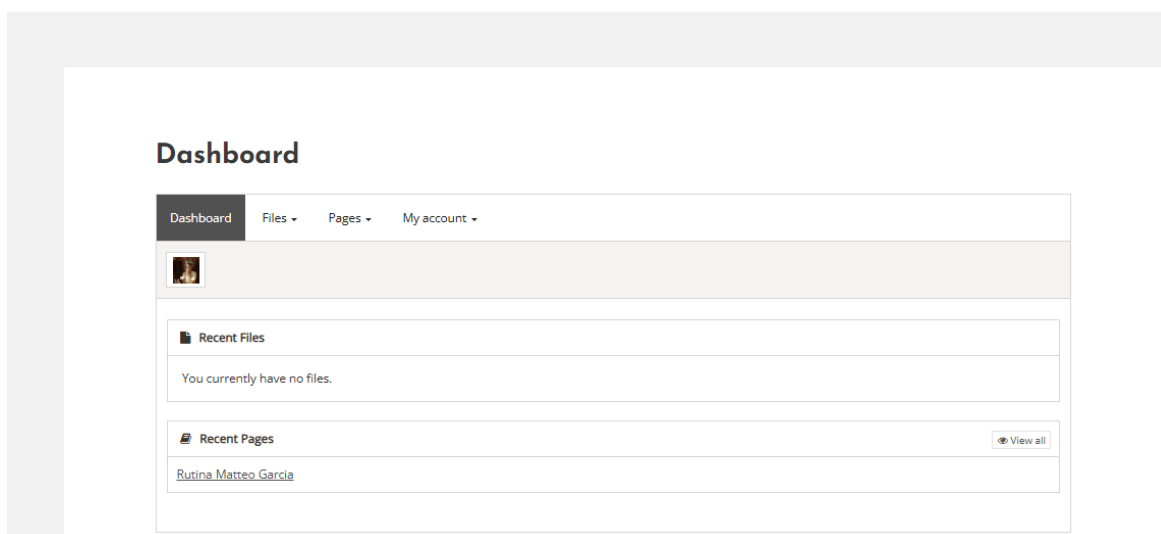 Dashboard
Dashboard Files Pages My account
Recent Files
You currently have no files.
Recent Pages View all
Rutina Matteo Garcia